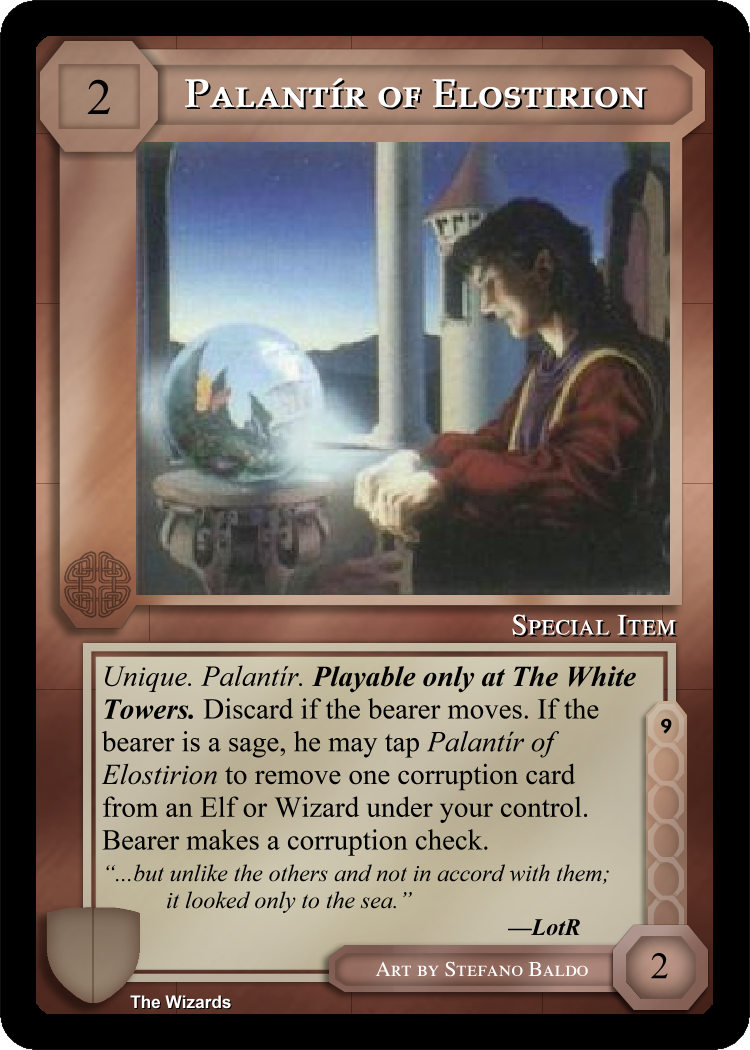 2
Palantír of Elostirion
Special Item
Unique. Palantír. Playable only at The White
Towers. Discard if the bearer moves. If the
bearer is a sage, he may tap Palantír of
Elostirion to remove one corruption card
from an Elf or Wizard under your control.
Bearer makes a corruption check.
“...but unlike the others and not in accord with them;
it looked only to the sea.”
—LotR
9
Art by Stefano Baldo
2
The Wizards